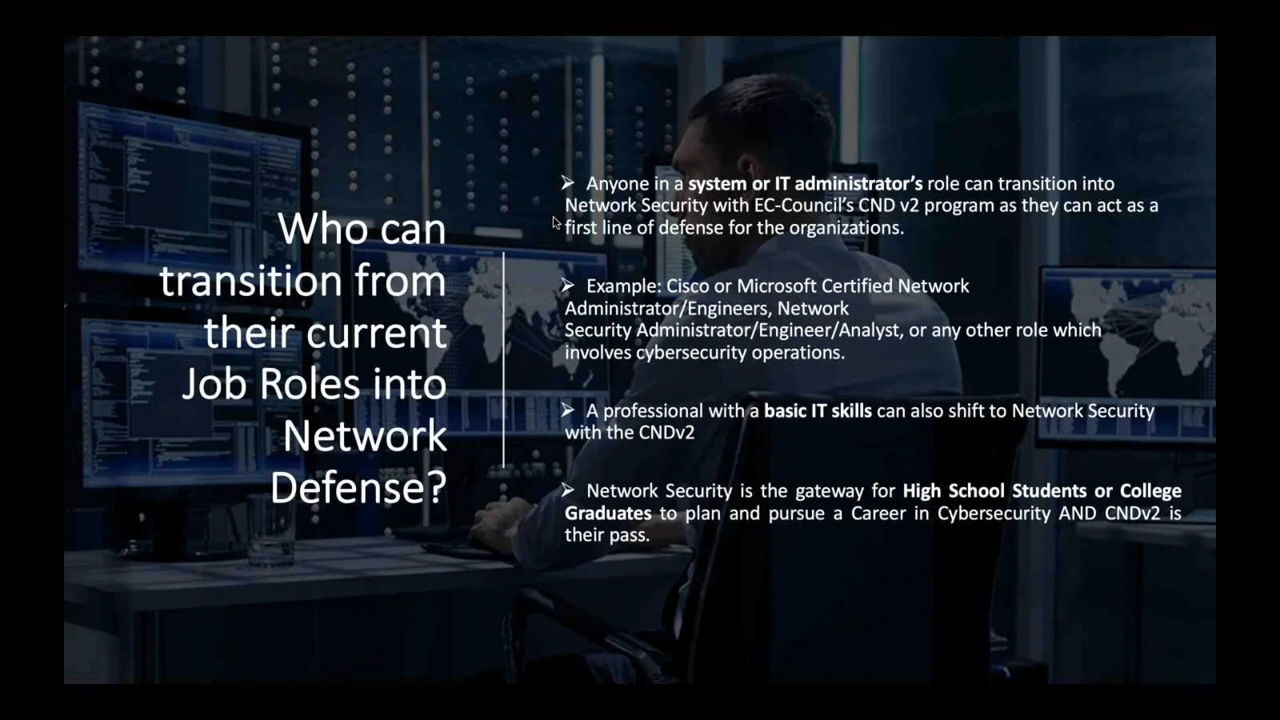 Who can
transition from
their current
Job Roles into
Network
Defense?
➢ Anyone in a system or IT administrator’s role can transition into
Network Security with EC-Council’s CND v2 program as they can act as a
first line of defense for the organizations.
➢ Example: Cisco or Microsoft Certified Network
Administrator/Engineers, Network
Security Administrator/Engineer/Analyst, or any other role which
involves cybersecurity operations.
➢ A professional with a basic IT skills can also shift to Network Security
with the CNDv2
➢ Network Security is the gateway for High School Students or College
Graduates to plan and pursue a Career in Cybersecurity AND CNDv2 is
their pass.